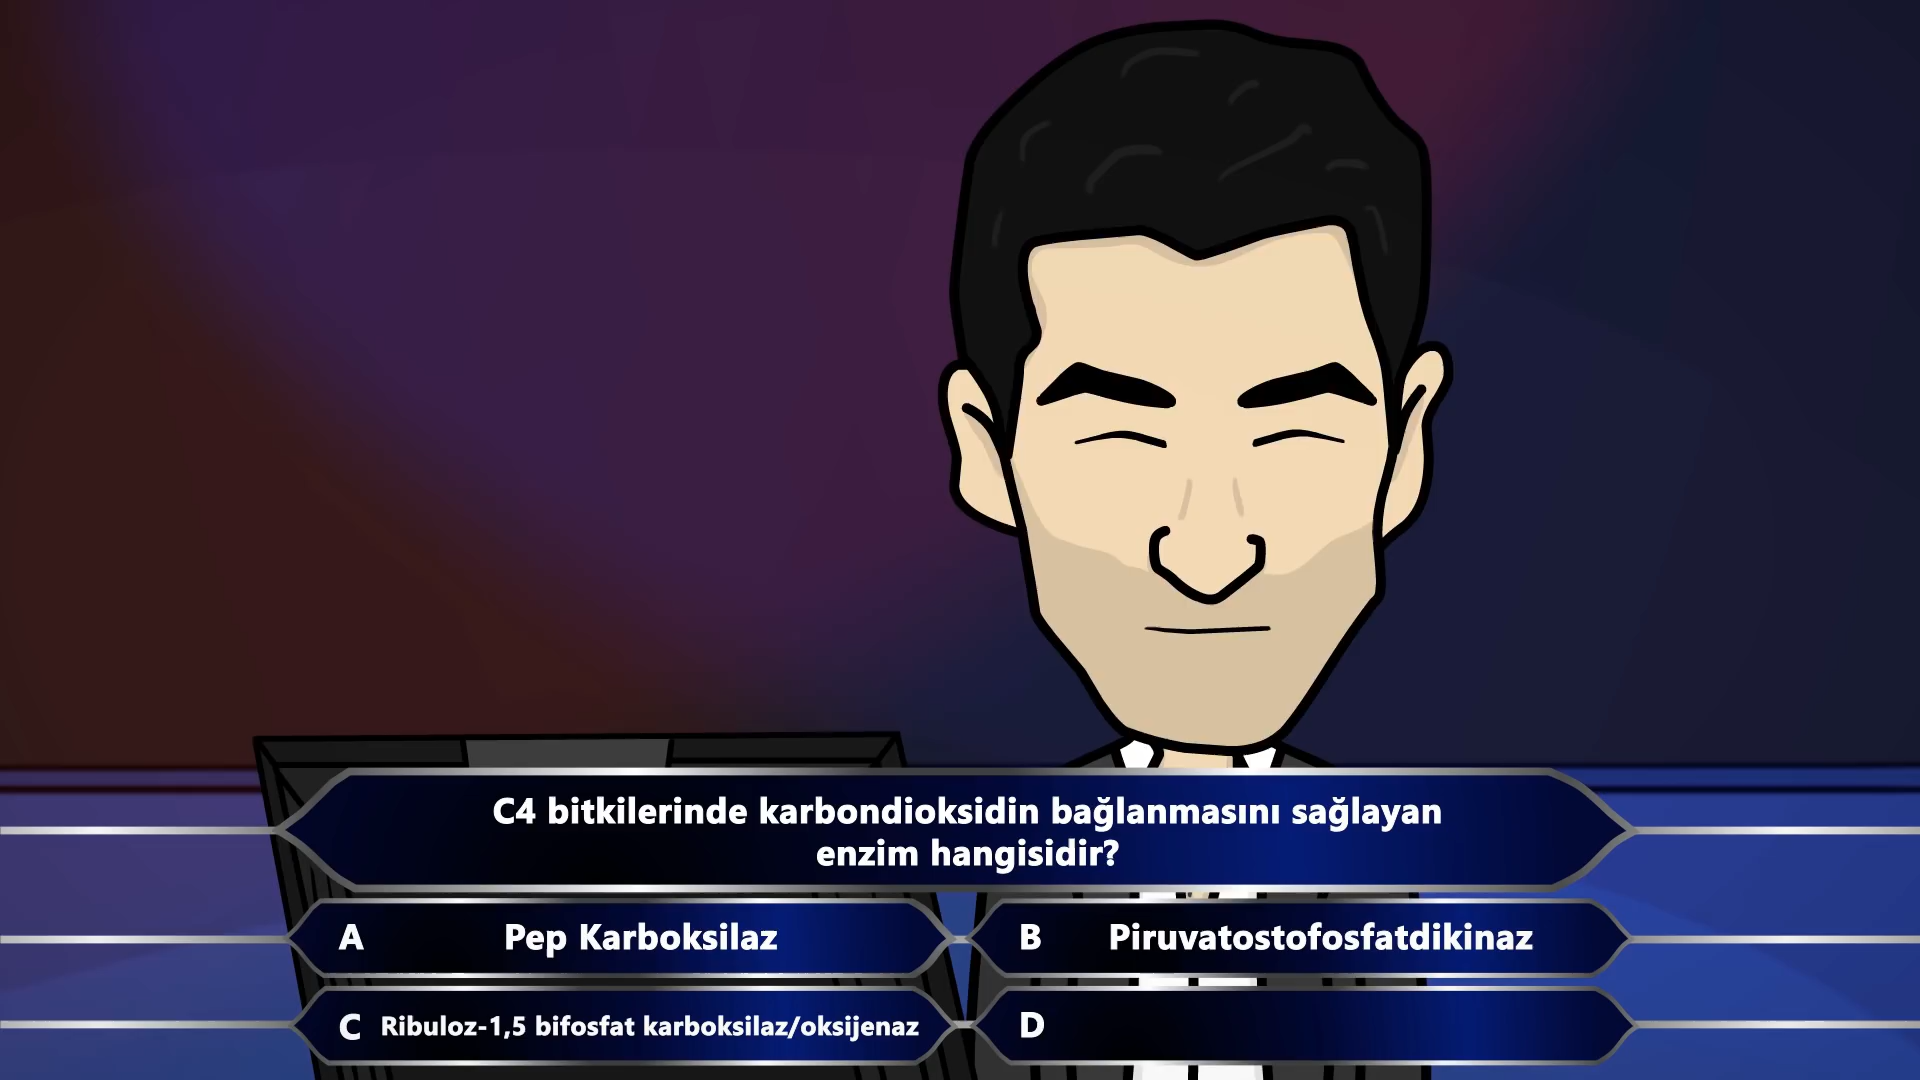 C4 bitkilerinde karbondioksidin bağlanmasını sağlayan
enzim hangisidir?
A Pep Karboksilaz
B Piruvatostofosfatdikinaz
C Ribuloz-1,5 bifosfat karboksilaz/oksijenaz
D